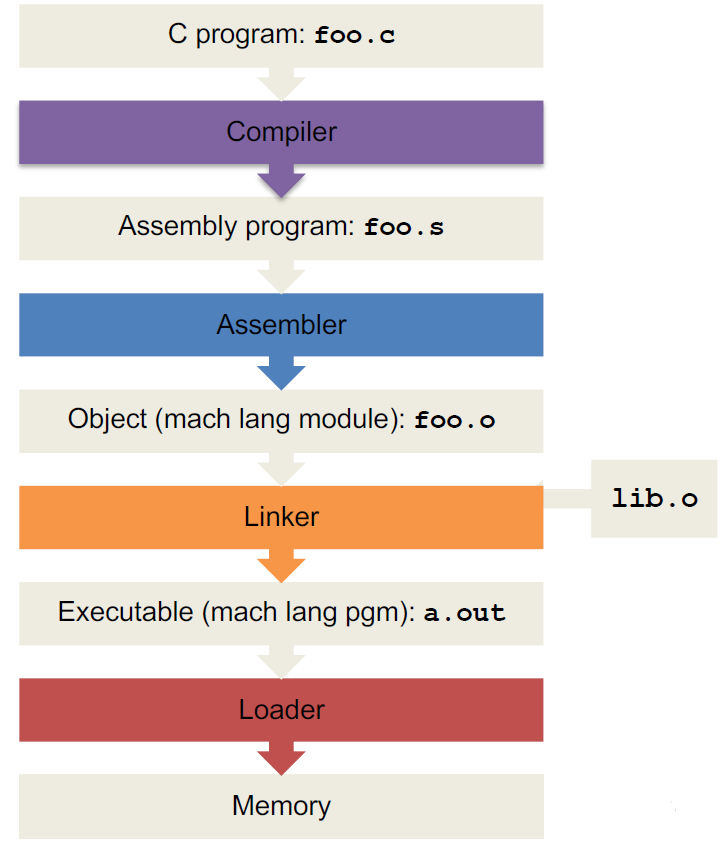 C program: foo.c
Compiler
Assembly program: foo.s
Assembler
Object (mach lang module): foo.o
Linker
lib.o
Executable (mach lang pgm): a.out
Loader
Memory